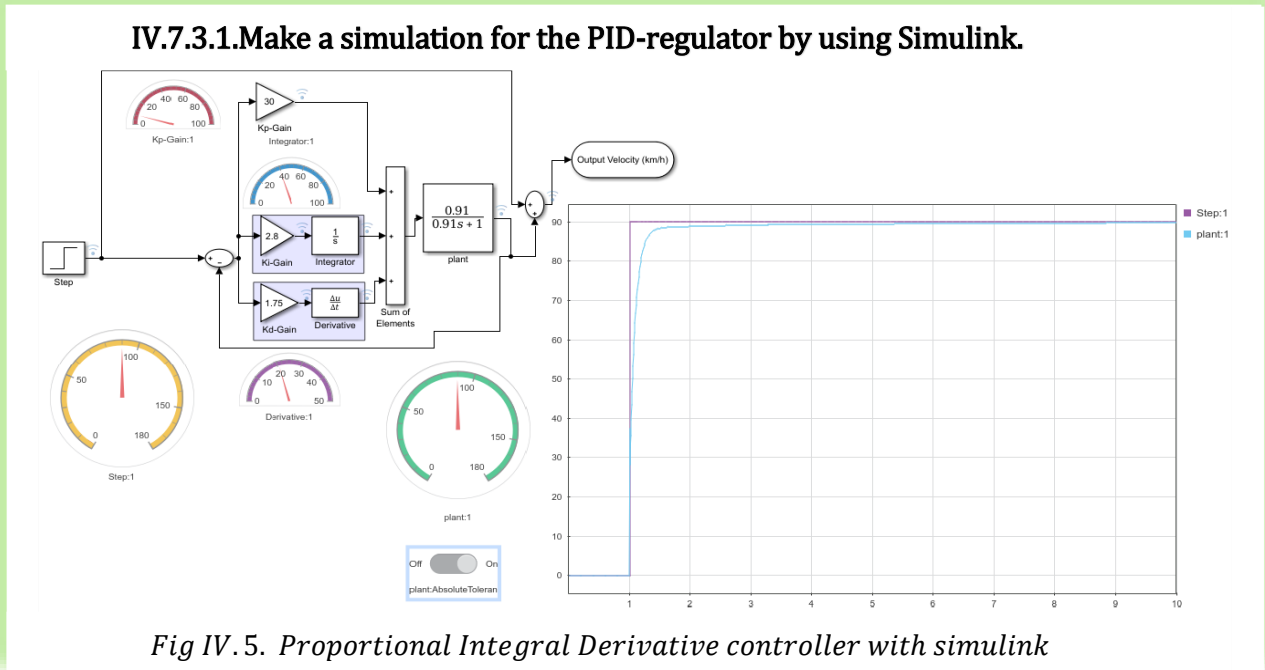 IV.7.3.1.Make a simulation for the PID-regulator by using Simulink.
0 20 40 60 80 100
Kp-Gain:1
30
Kp-Gain
Integrator:1
0 20 40 60 80 100
2.8
Ki-Gain
1
s
Integrator
1.75
Kd-Gain
Δu
Δt
Derivative
+
+
+
Sum of
Elements
0.91
0.91s + 1
plant
+
+
Output Velocity (km/h)
Step
+
-
0 50 100 150 180
Step:1
0 10 20 30 40 50
Derivative:1
0 50 100 150 180
plant:1
Off On
plant:AbsoluteToleran
90
80
70
60
50
40
30
20
10
0
1 2 3 4 5 6 7 8 9 10
Step:1
plant:1
Fig IV.5. Proportional Integral Derivative controller with simulink